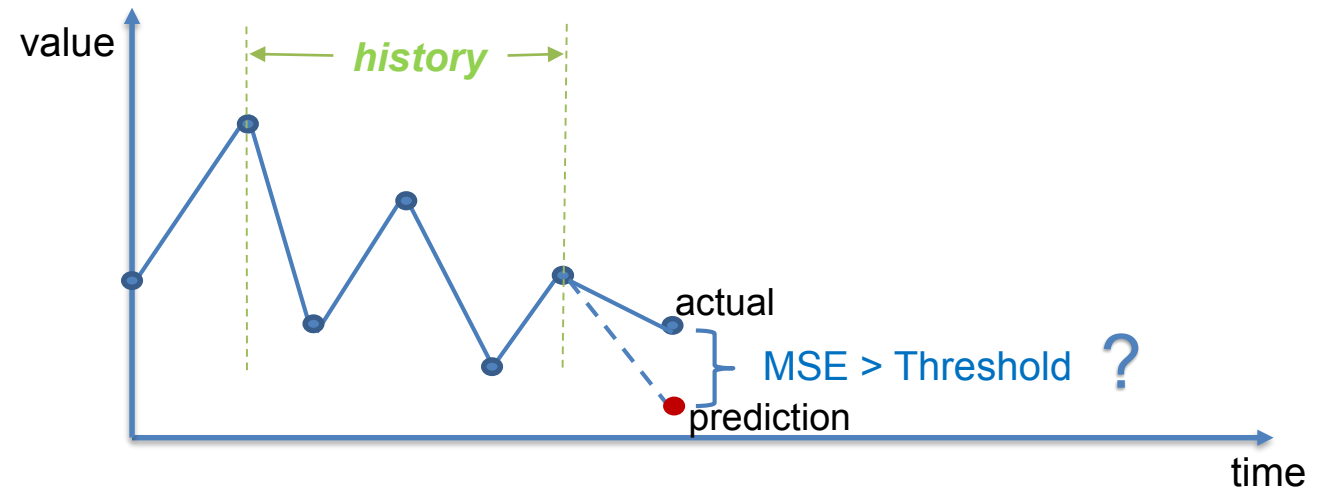 value
history
actual
MSE > Threshold ?
prediction
time